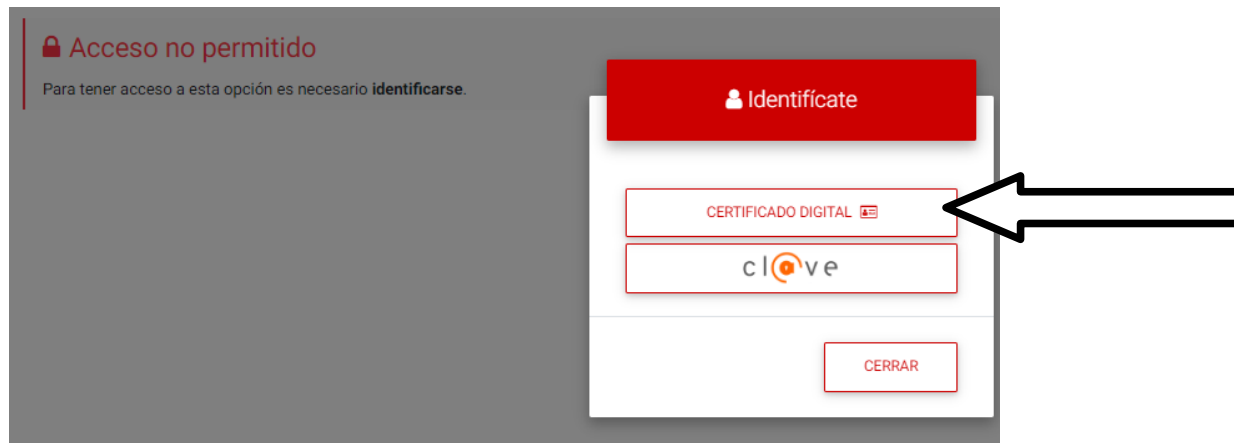 Acceso no permitido
Para tener acceso a esta opción es necesario identificarse.
Identifícate
CERTIFICADO DIGITAL
cl@ve
CERRAR